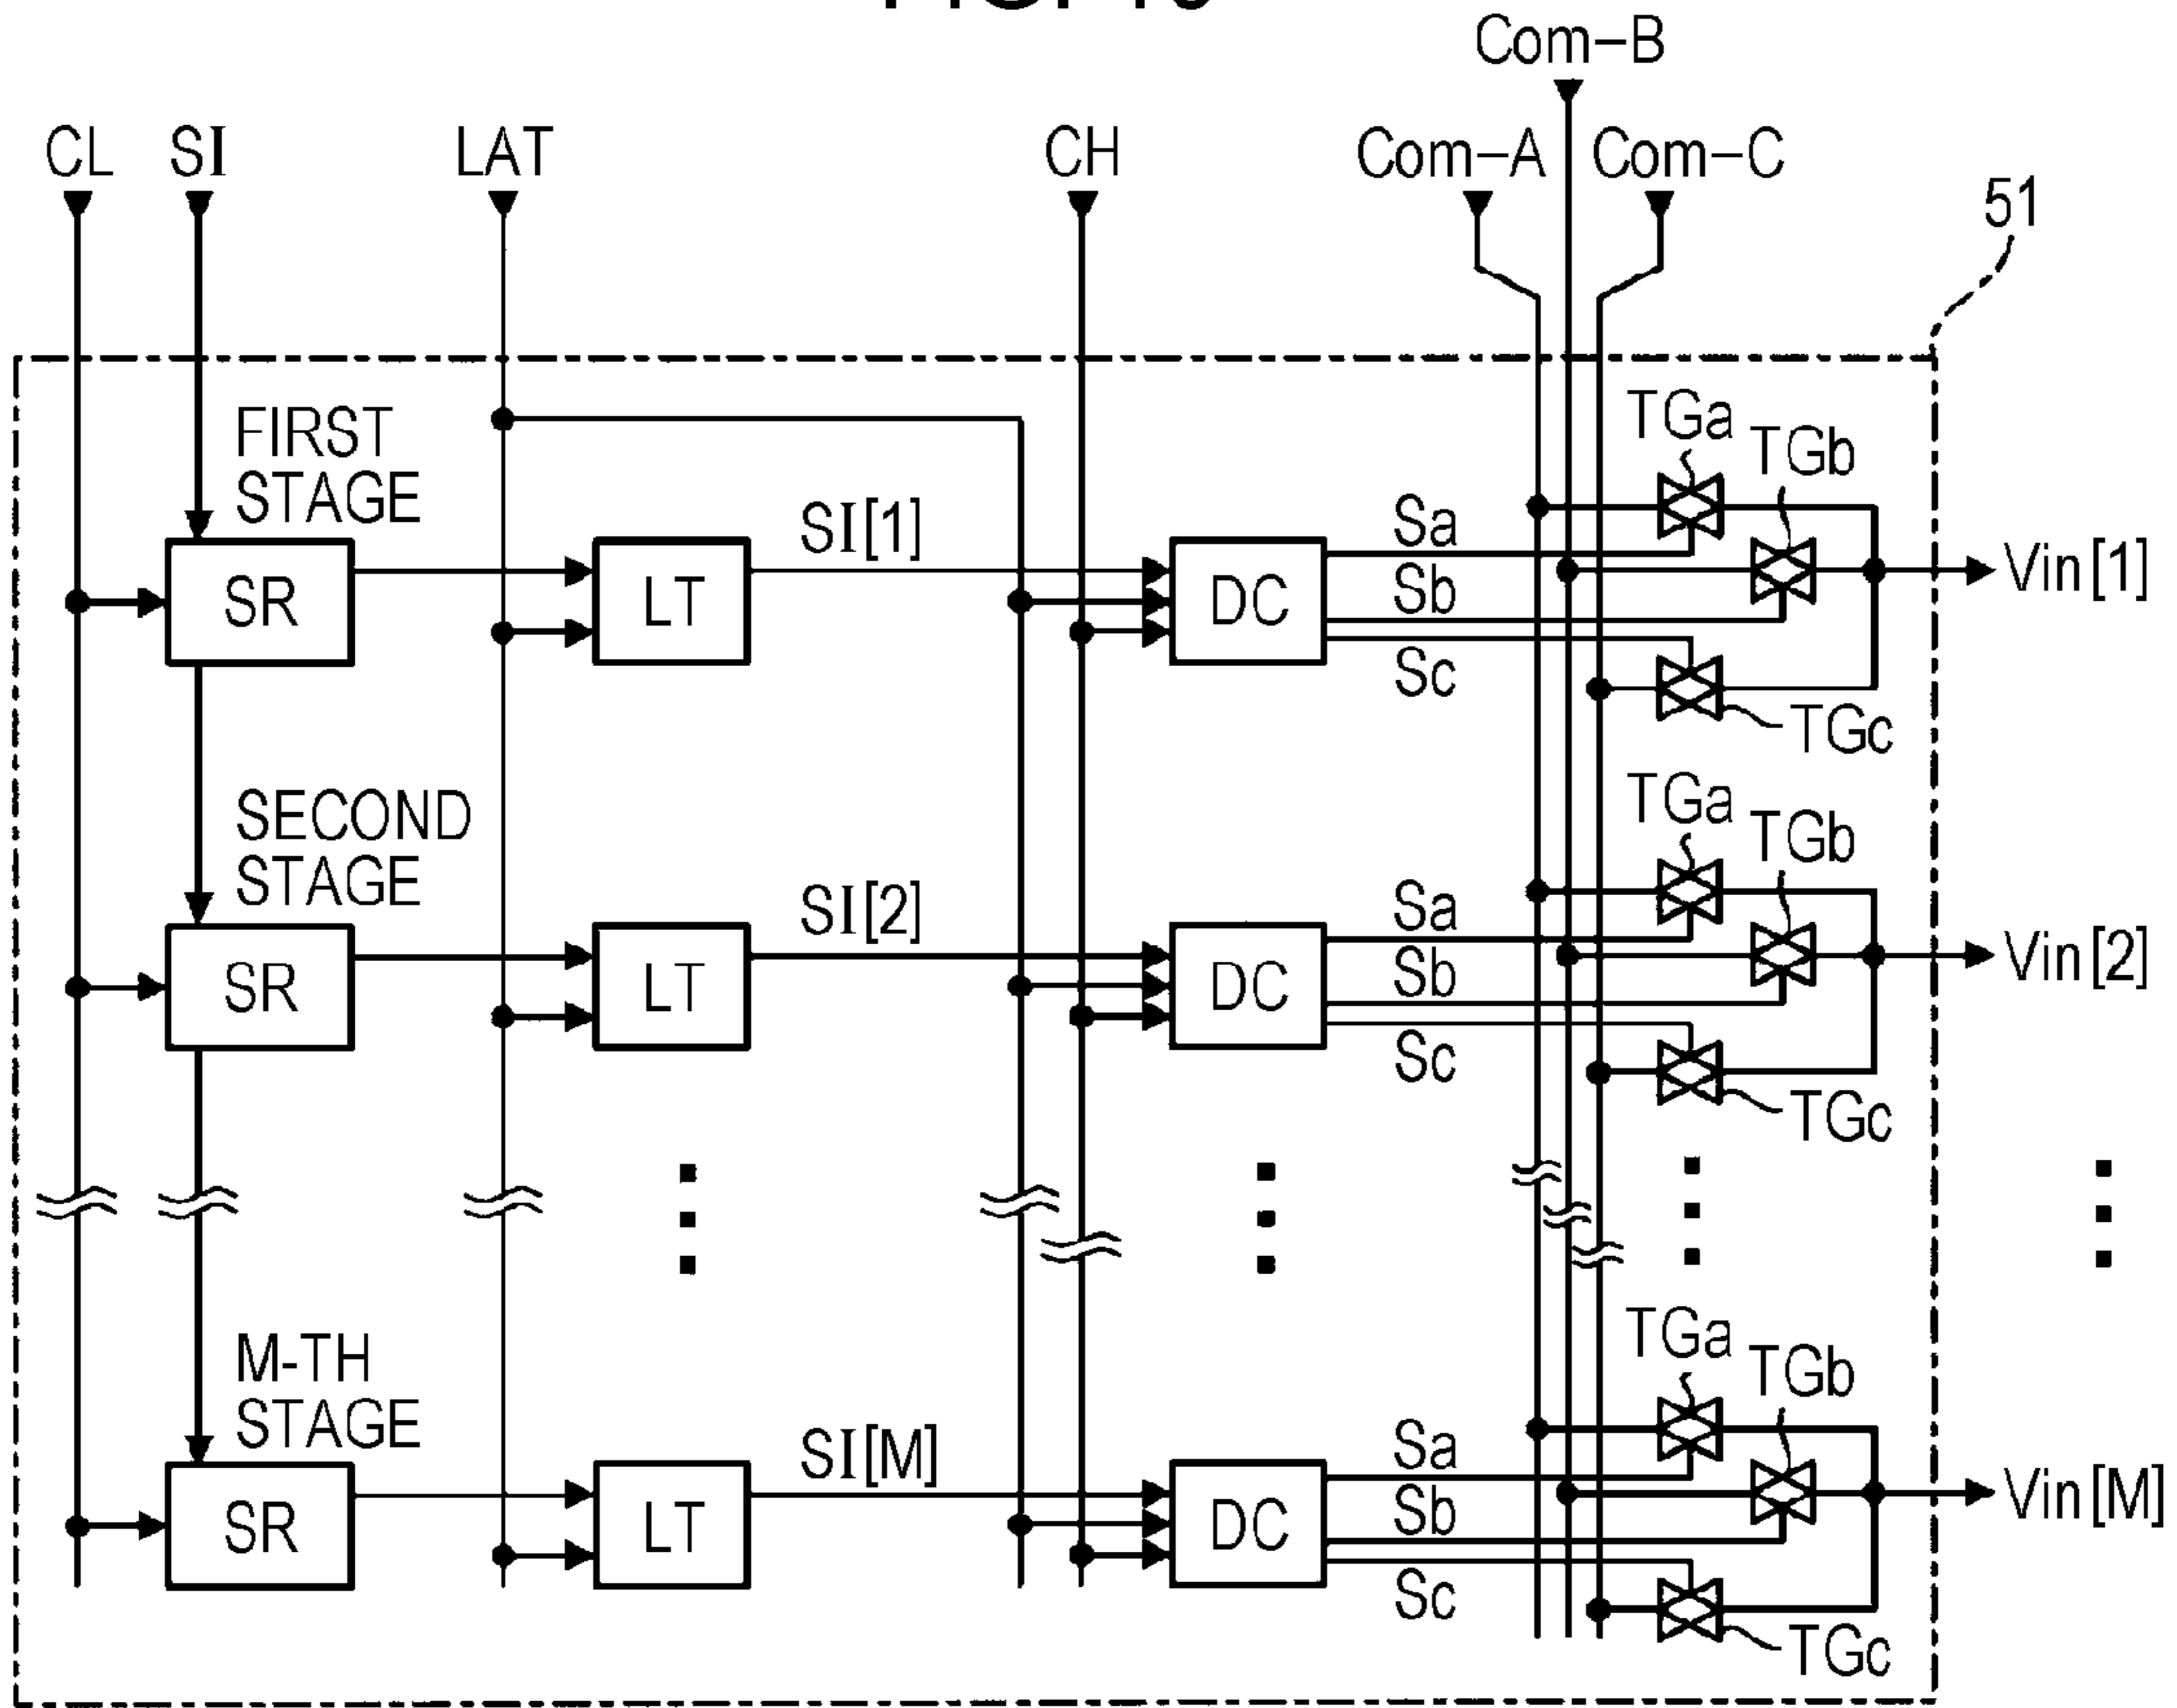 Com-B
CL SI LAT CH Com-A Com-C
51
FIRST
STAGE
TGa
TGb
SI[1]
Sa
SR LT DC Sb Vin[1]
Sc
TGc
SECOND
STAGE
TGa
TGb
SI[2]
Sa
SR LT DC Sb Vin[2]
Sc
TGc
M-TH
STAGE
TGa
TGb
SI[M]
Sa
SR LT DC Sb Vin[M]
Sc
TGc